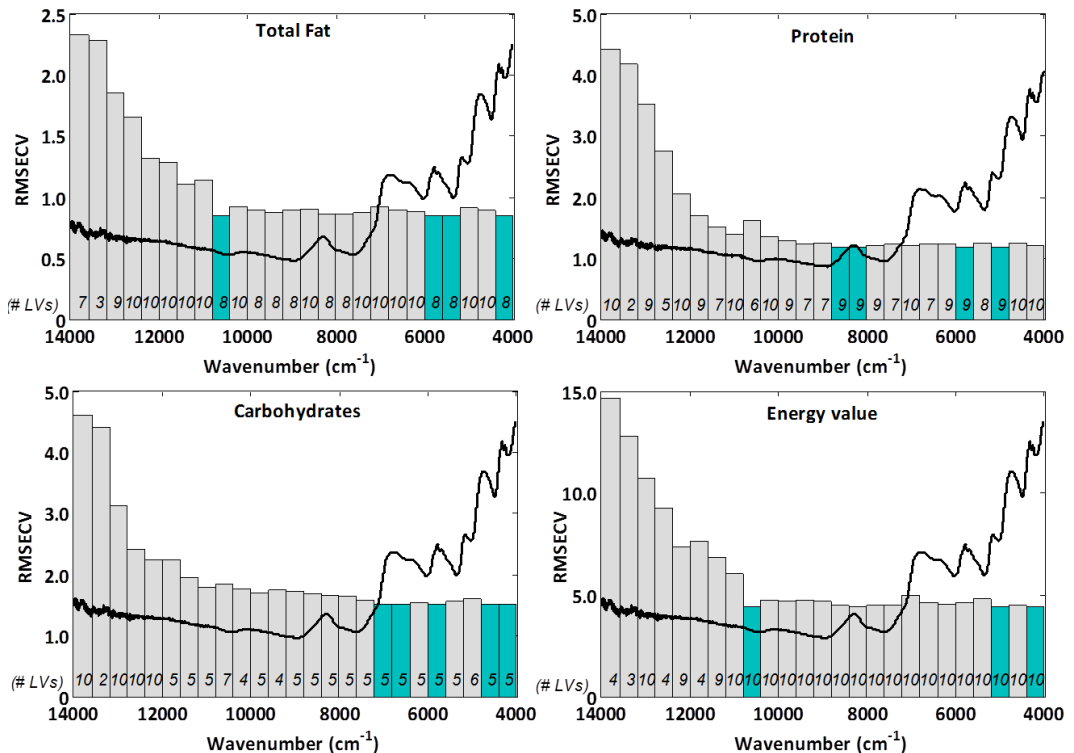 Total Fat
2.5
2.0
1.5
1.0
0.5
0
RMSECV
(# LVs) 7 3 9 10 10 10 10 10 8 10 8 8 8 8 8 8 10 10 10 10 8 8 10 10 8
14000 12000 10000 8000 6000 4000
Wavenumber (cm⁻¹)
Protein
5.0
4.0
3.0
2.0
1.0
0
RMSECV
(# LVs) 10 2 9 5 10 9 7 10 6 10 9 7 7 9 9 9 7 10 7 9 9 8 9 10 10
14000 12000 10000 8000 6000 4000
Wavenumber (cm⁻¹)
Carbohydrates
5.0
4.0
3.0
2.0
1.0
0
RMSECV
(# LVs) 10 2 10 10 10 5 5 5 7 4 5 4 5 5 5 5 5 5 5 5 5 5 6 5 5
14000 12000 10000 8000 6000 4000
Wavenumber (cm⁻¹)
Energy value
15.0
10.0
5.0
0
RMSECV
(# LVs) 4 3 10 4 9 4 9 10 10 10 10 10 10 10 10 10 10 10 10 10 10 10 10 10 10
14000 12000 10000 8000 6000 4000
Wavenumber (cm⁻¹)